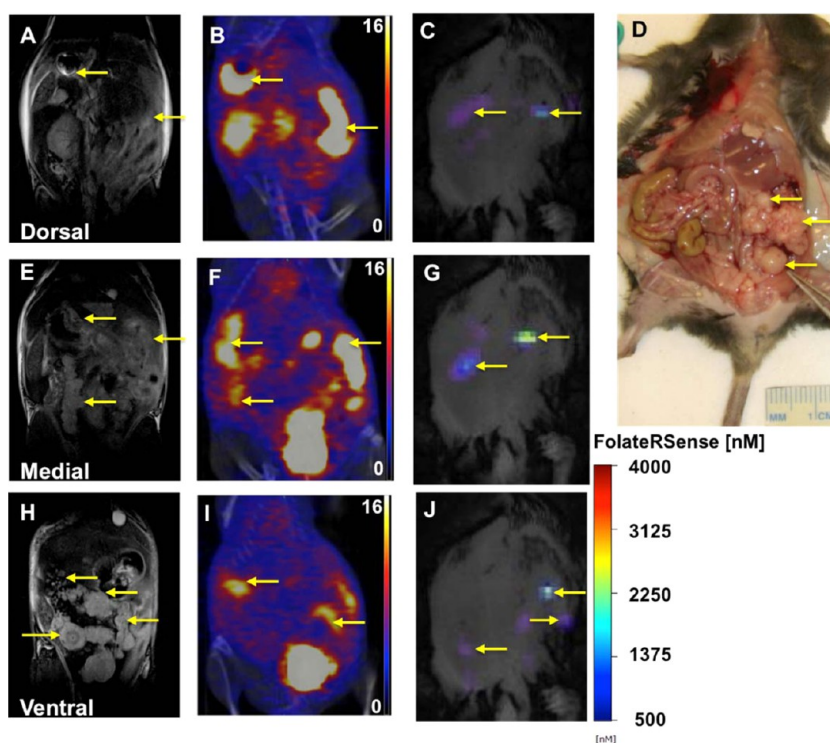 A
B
16
0
C
D
MM 1 CM
Dorsal
E
F
16
0
G
Medial
FolateRSense [nM]
4000
3125
2250
1375
500
[nM]
H
I
16
0
J
Ventral